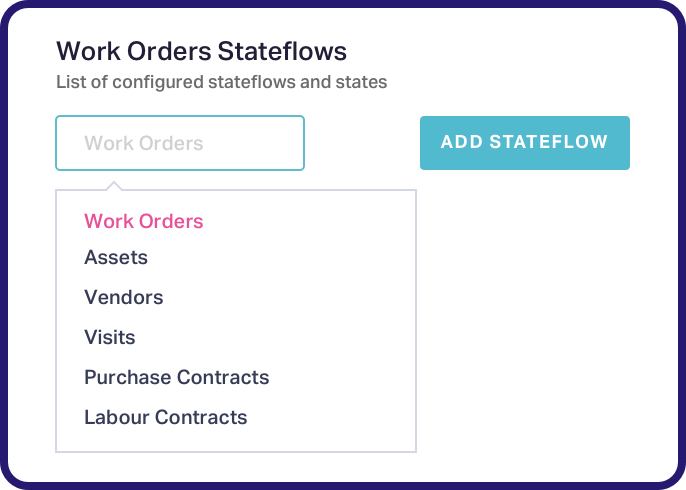 Work Orders Stateflows
List of configured stateflows and states
Work Orders
ADD STATEFLOW
Work Orders
Assets
Vendors
Visits
Purchase Contracts
Labour Contracts